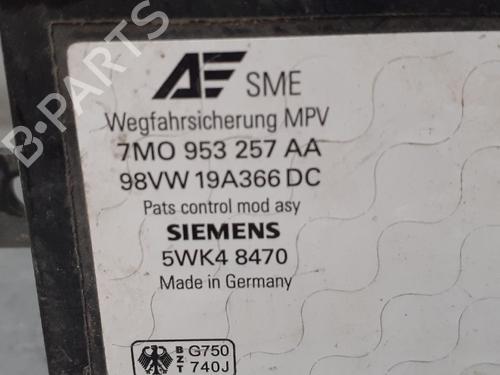 AE SME
Wegfahrsicherung MPV
7M0 953 257 AA
98VW 19A366 DC
Pats control mod asy
SIEMENS
5WK4 8470
Made in Germany
BZT G750
740J